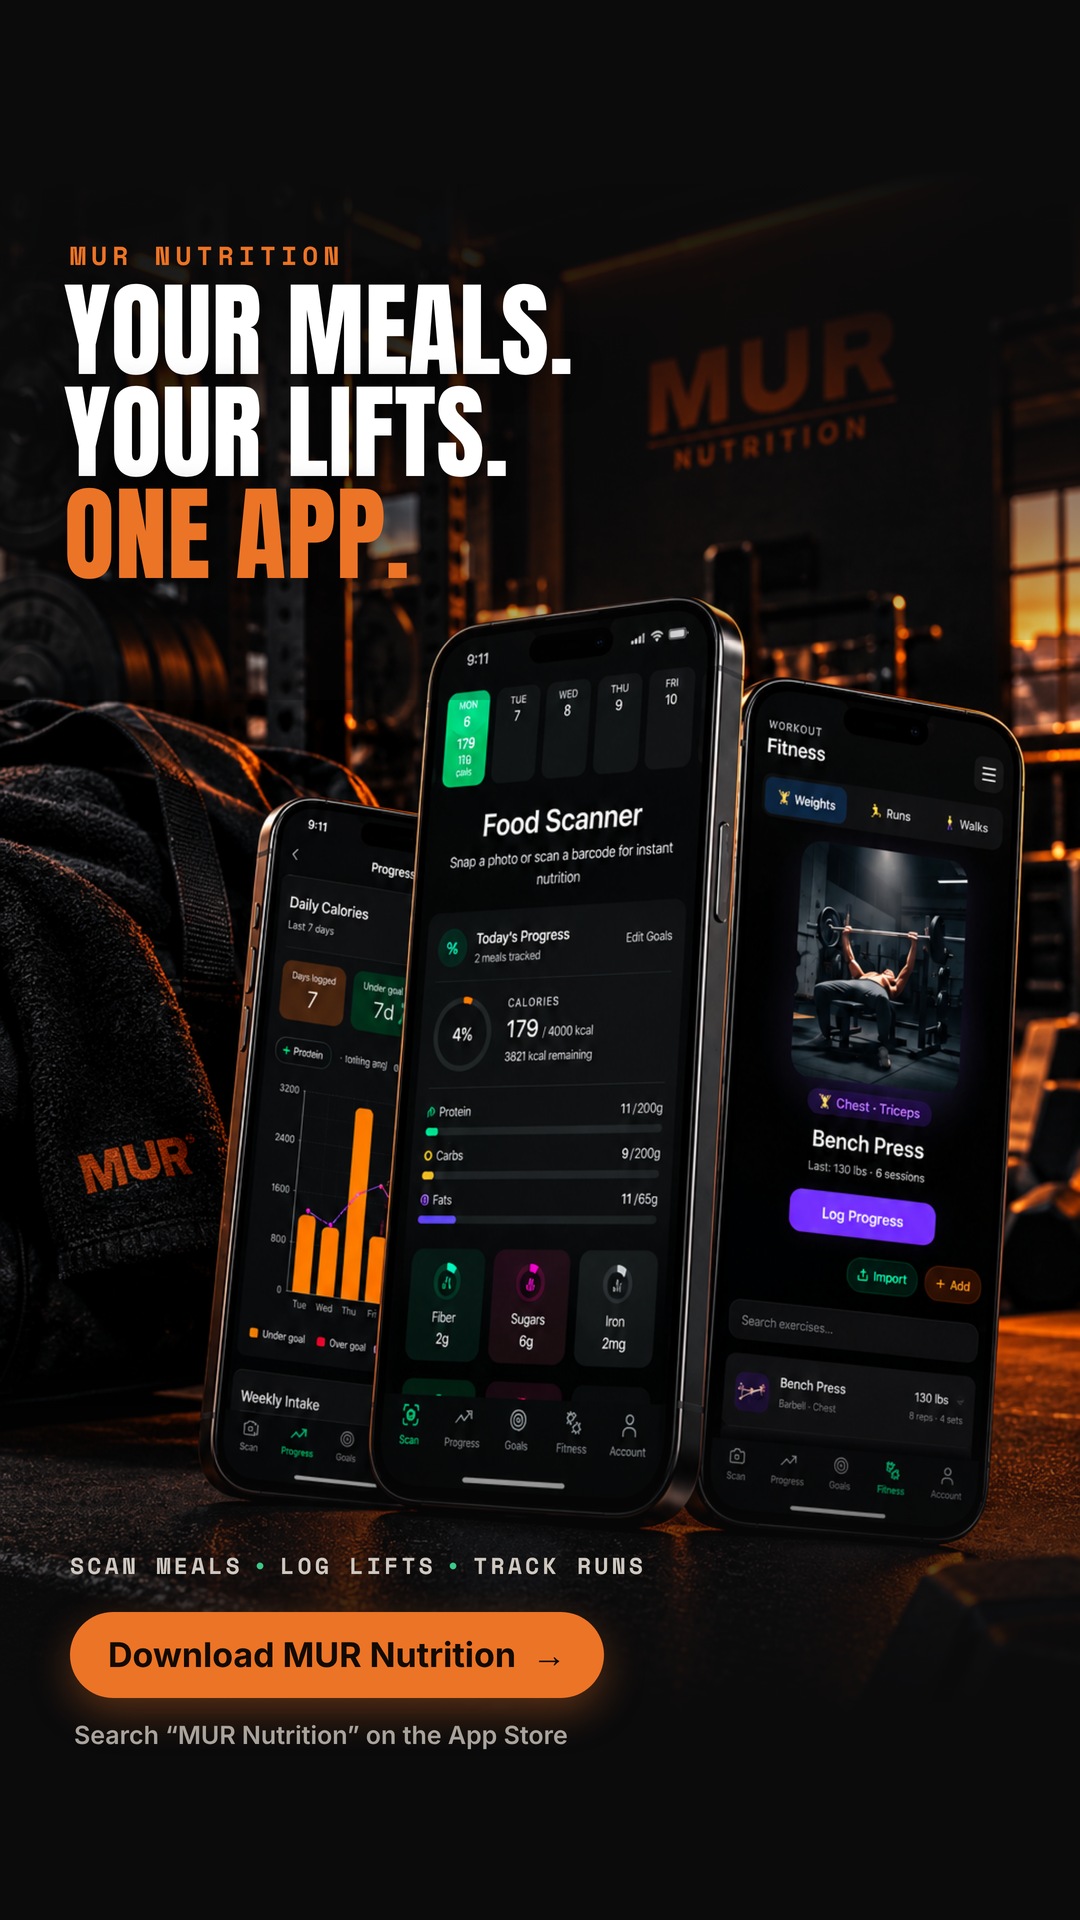 MUR NUTRITION
YOUR MEALS.
YOUR LIFTS.
ONE APP.
MUR
NUTRITION
MUR
9:11
Progress
Daily Calories
Last 7 days
Days logged
7
Under goal
7d
+ Protein
3200
2400
1600
800
0
Tue Wed Thu Fri
Under goal Over goal
Weekly Intake
Scan Progress Goals
9:11
MON TUE WED THU FRI
6 7 8 9 10
179
Food Scanner
Snap a photo or scan a barcode for instant
nutrition
% Today's Progress Edit Goals
2 meals tracked
4%
CALORIES
179 / 4000 kcal
3821 kcal remaining
Protein 11/200g
Carbs 9/200g
Fats 11/65g
Fiber Sugars Iron
2g 6g 2mg
Scan Progress Goals Fitness Account
WORKOUT
Fitness
Weights Runs Walks
Chest · Triceps
Bench Press
Last: 130 lbs · 6 sessions
Log Progress
Import + Add
Search exercises...
Bench Press 130 lbs
Barbell · Chest 8 reps · 4 sets
Scan Progress Goals Fitness Account
SCAN MEALS • LOG LIFTS • TRACK RUNS
Download MUR Nutrition →
Search “MUR Nutrition” on the App Store